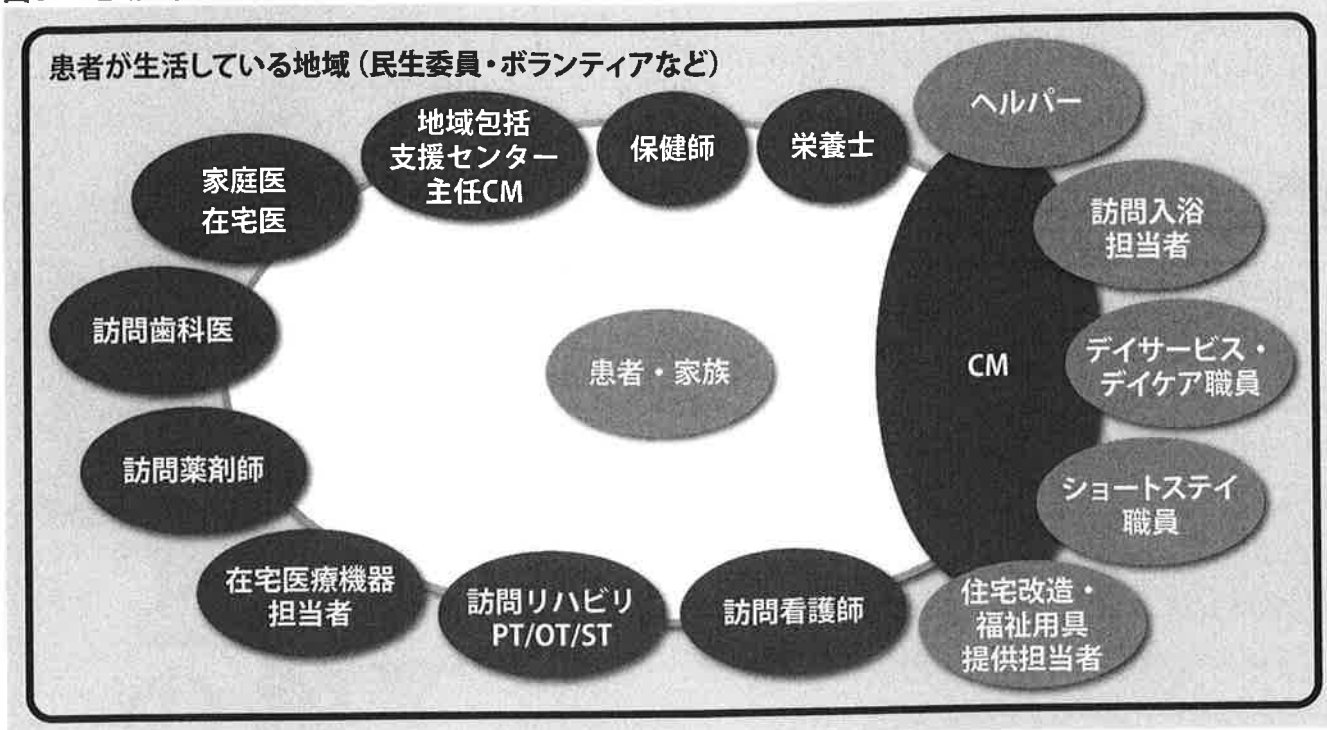 患者が生活している地域（民生委員・ボランティアなど）
ヘルパー
地域包括
支援センター
主任CM
保健師
栄養士
家庭医
在宅医
訪問入浴
担当者
訪問歯科医
患者・家族
CM
デイサービス・
デイケア職員
訪問薬剤師
ショートステイ
職員
在宅医療機器
担当者
訪問リハビリ
PT/OT/ST
訪問看護師
住宅改造・
福祉用具
提供担当者